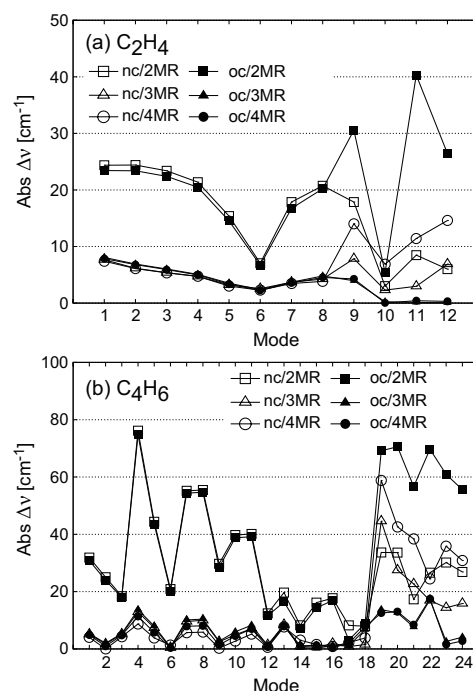 (a) C2H4
nc/2MR oc/2MR
nc/3MR oc/3MR
nc/4MR oc/4MR
Abs Δν [cm-1]
50
40
30
20
10
0
1 2 3 4 5 6 7 8 9 10 11 12
Mode
(b) C4H6
nc/2MR oc/2MR
nc/3MR oc/3MR
nc/4MR oc/4MR
Abs Δν [cm-1]
100
80
60
40
20
0
2 4 6 8 10 12 14 16 18 20 22 24
Mode